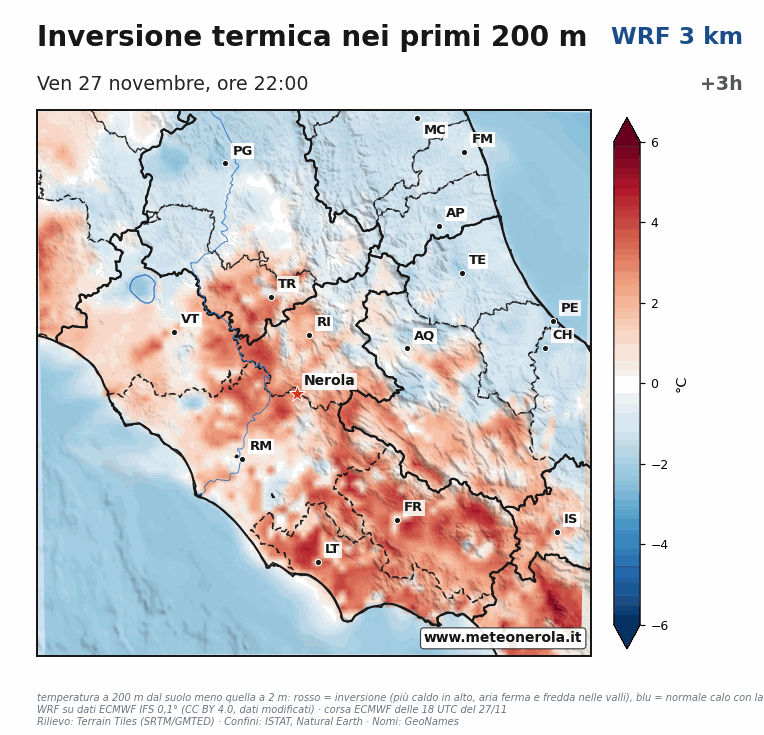 Inversione termica nei primi 200 m
WRF 3 km
Ven 27 novembre, ore 22:00
+3h
MC
FM
PG
AP
TE
TR
PE
VT
RI
CH
AQ
Nerola
RM
FR
IS
LT
www.meteonerola.it
6
4
2
0
−2
−4
−6
°C
temperatura a 200 m dal suolo meno quella a 2 m: rosso = inversione (più caldo in alto, aria ferma e fredda nelle valli), blu = normale calo con la
WRF su dati ECMWF IFS 0,1° (CC BY 4.0, dati modificati) · corsa ECMWF delle 18 UTC del 27/11
Rilievo: Terrain Tiles (SRTM/GMTED) · Confini: ISTAT, Natural Earth · Nomi: GeoNames